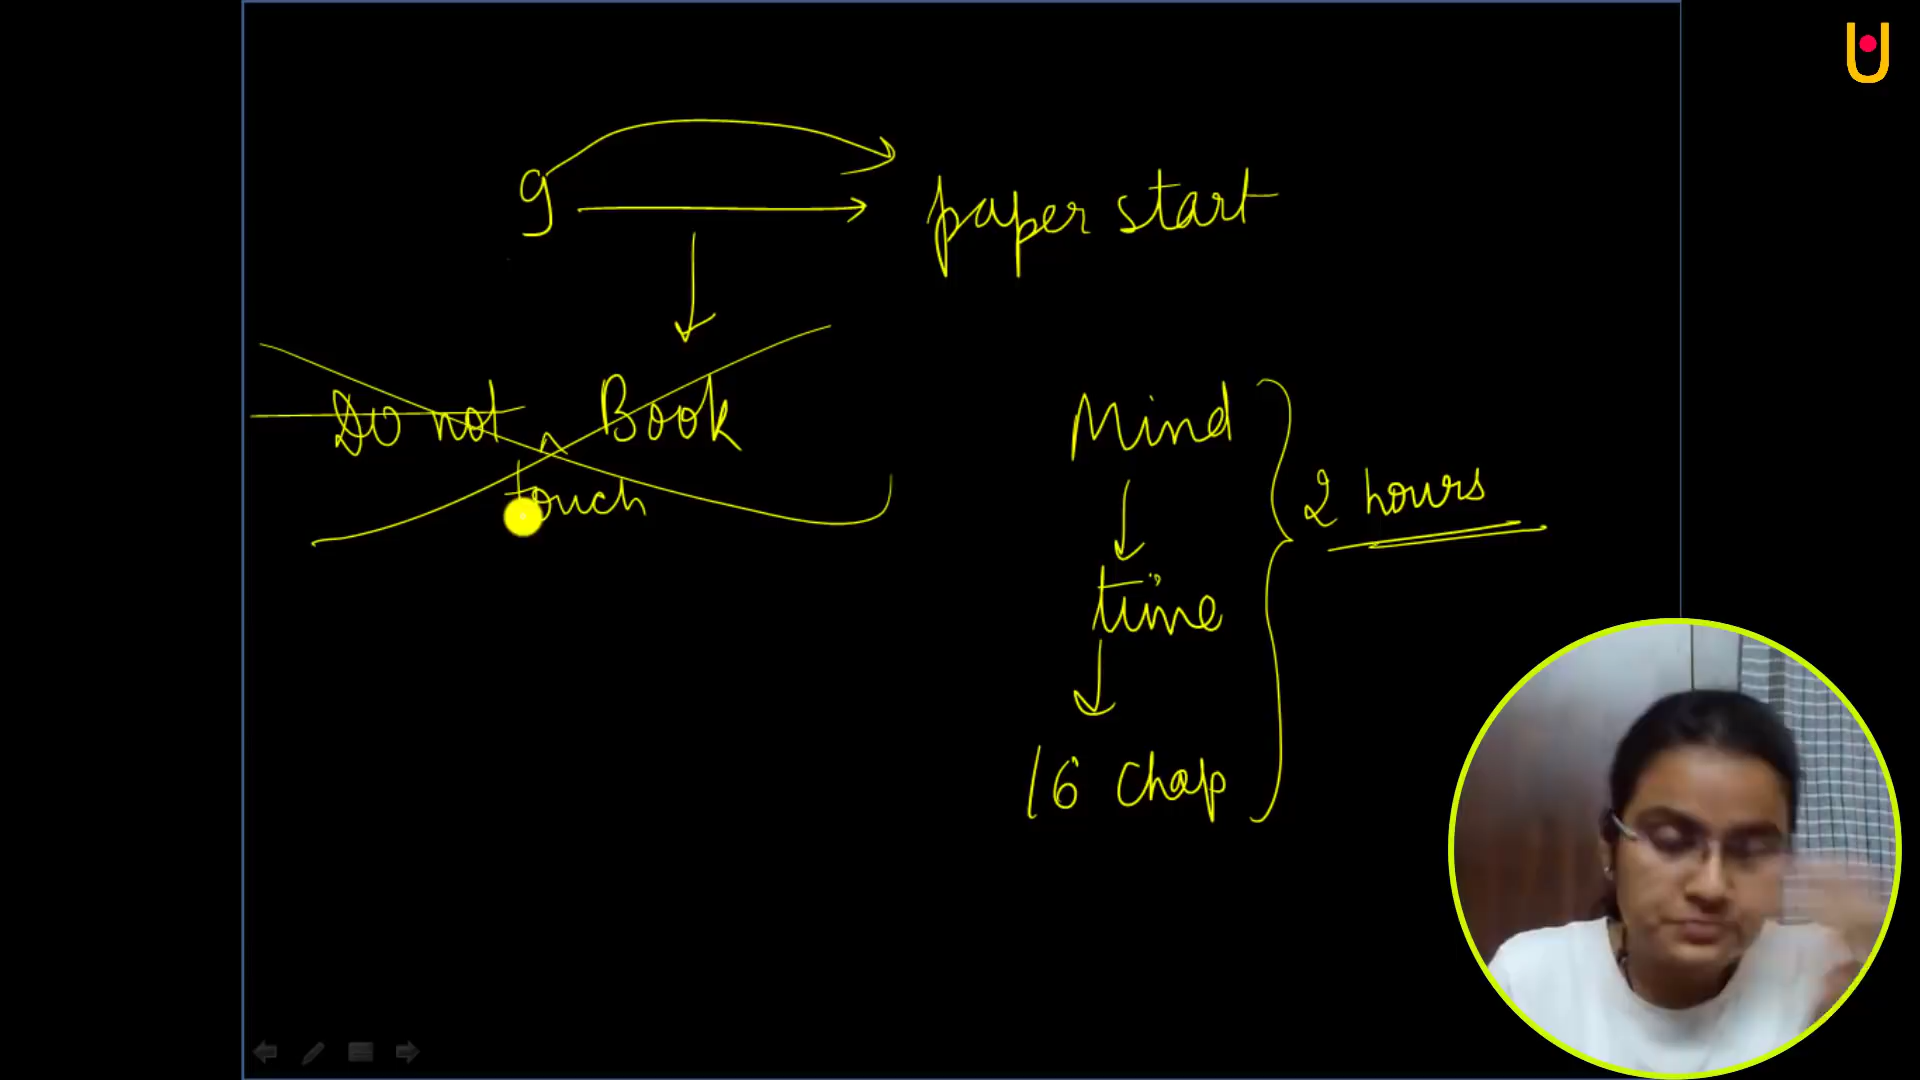 9 paper start
Do not Book
touch
Mind
time
16 Chap
2 hours